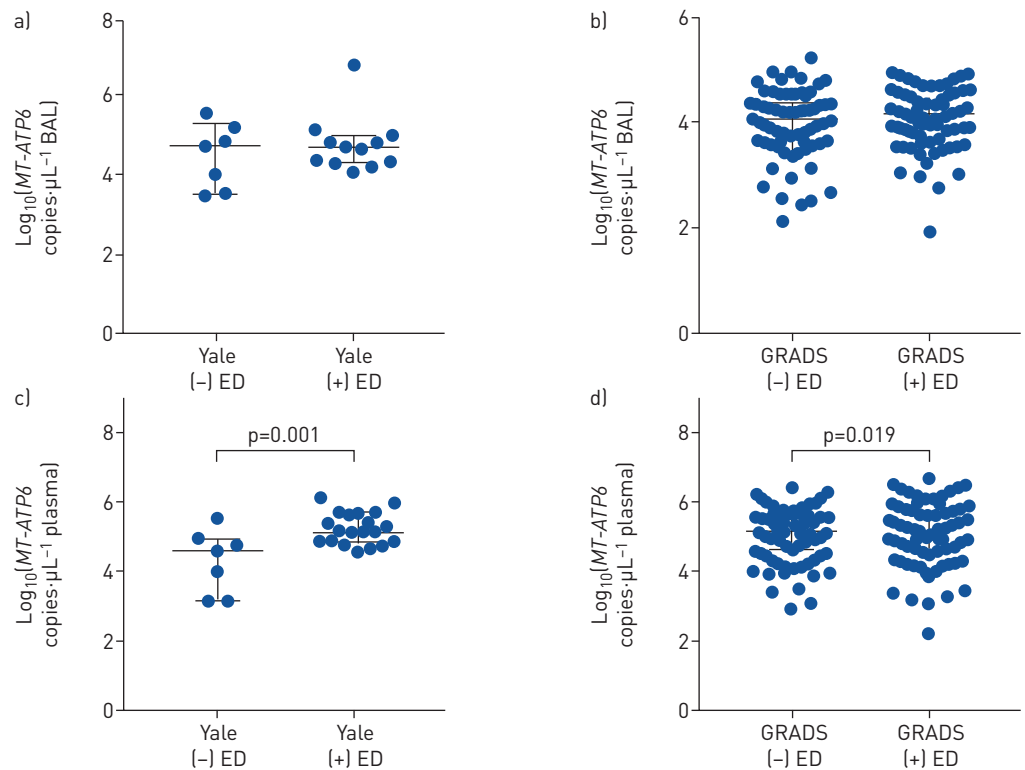 a)
Log₁₀(MT-ATP6
copies·µL⁻¹ BAL)
8
6
4
2
0
Yale
(–) ED
Yale
(+) ED
b)
Log₁₀(MT-ATP6
copies·µL⁻¹ BAL)
6
4
2
0
GRADS
(–) ED
GRADS
(+) ED
c)
Log₁₀(MT-ATP6
copies·µL⁻¹ plasma)
8
6
4
2
0
p=0.001
Yale
(–) ED
Yale
(+) ED
d)
Log₁₀(MT-ATP6
copies·µL⁻¹ plasma)
8
6
4
2
0
p=0.019
GRADS
(–) ED
GRADS
(+) ED